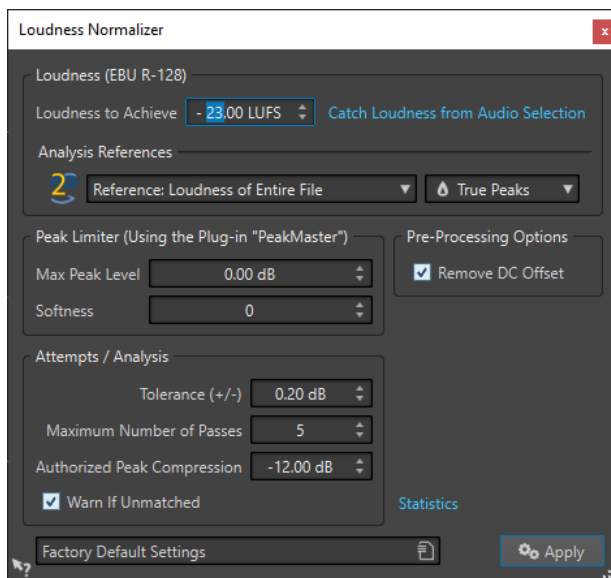 Loudness Normalizer
x
Loudness (EBU R-128)
Loudness to Achieve - 23.00 LUFS Catch Loudness from Audio Selection
Analysis References
Reference: Loudness of Entire File True Peaks
Peak Limiter (Using the Plug-in "PeakMaster") Pre-Processing Options
Max Peak Level 0.00 dB Remove DC Offset
Softness 0
Attempts / Analysis
Tolerance (+/-) 0.20 dB
Maximum Number of Passes 5
Authorized Peak Compression -12.00 dB
Warn If Unmatched Statistics
Factory Default Settings Apply
?